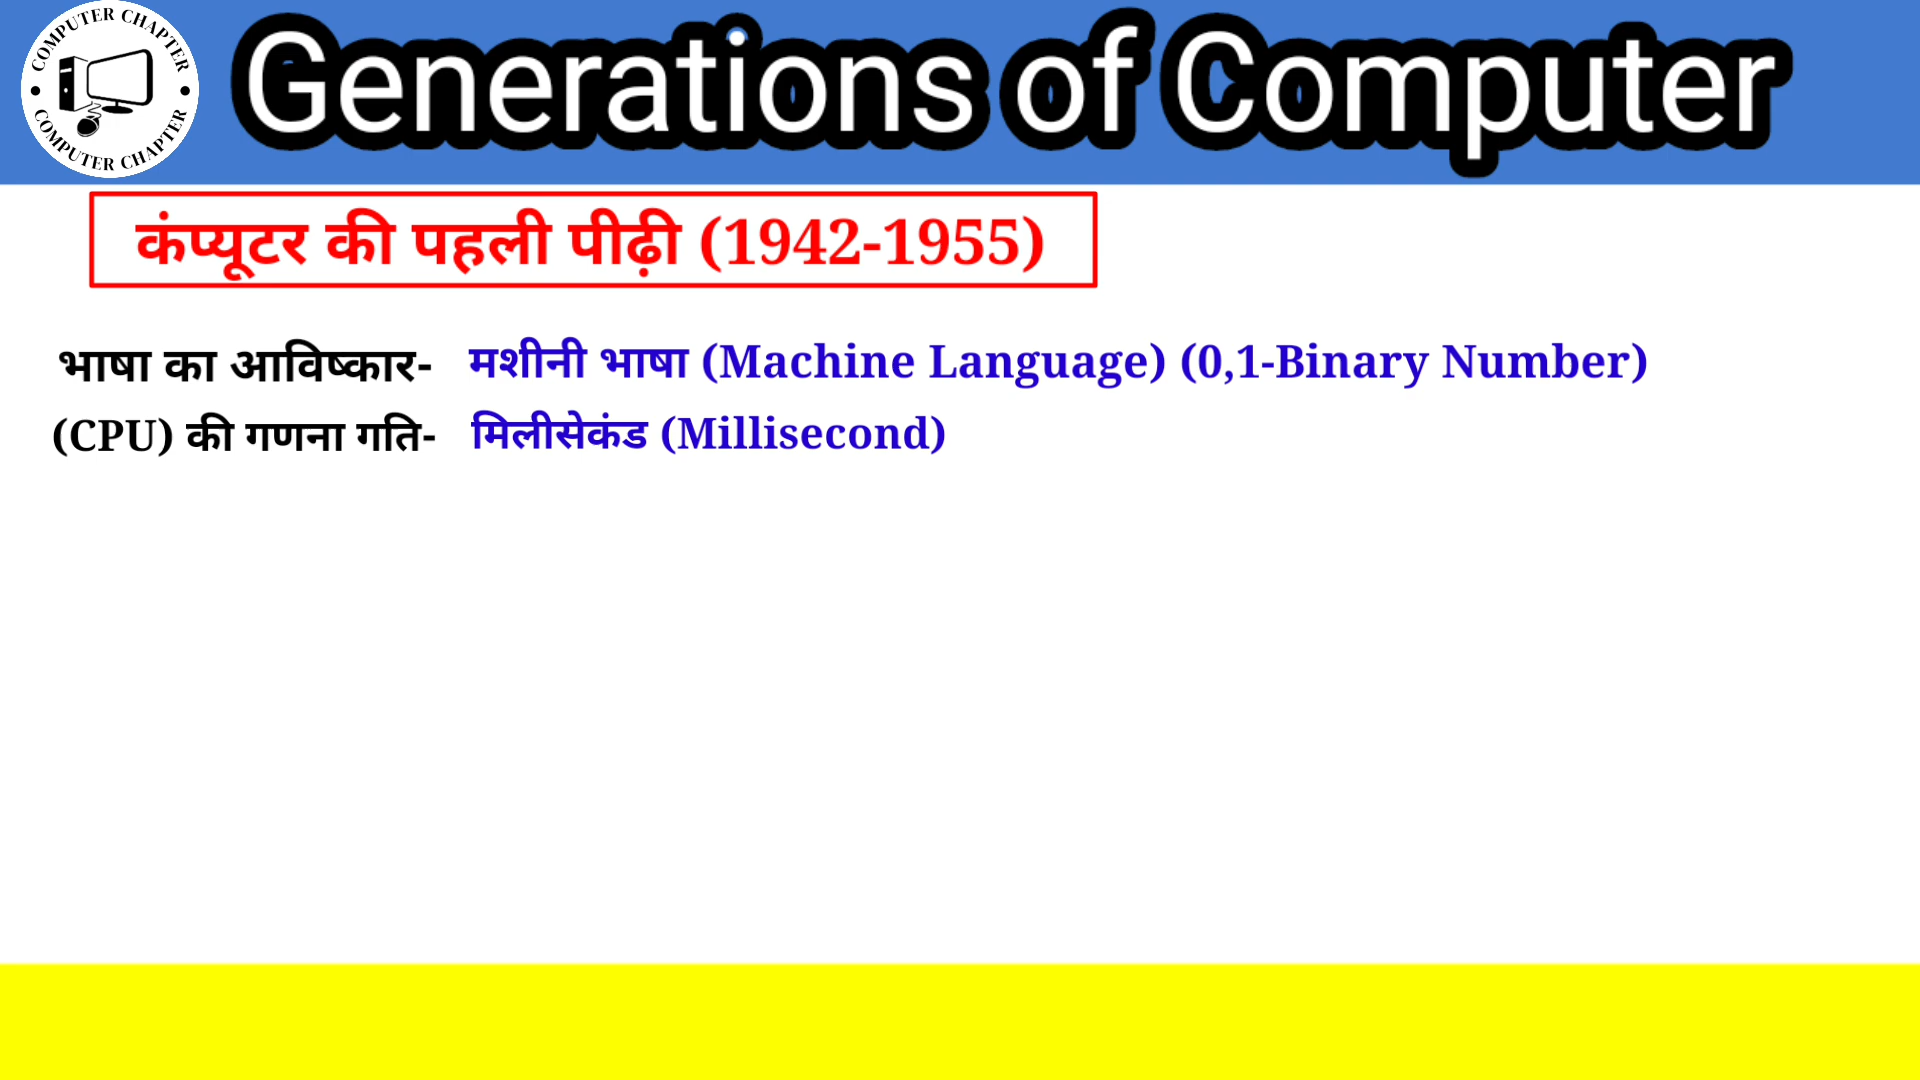 COMPUTER CHAPTER
COMPUTER CHAPTER
Generations of Computer
कंप्यूटर की पहली पीढ़ी (1942-1955)
भाषा का आविष्कार- मशीनी भाषा (Machine Language) (0,1-Binary Number)
(CPU) की गणना गति- मिलीसेकंड (Millisecond)